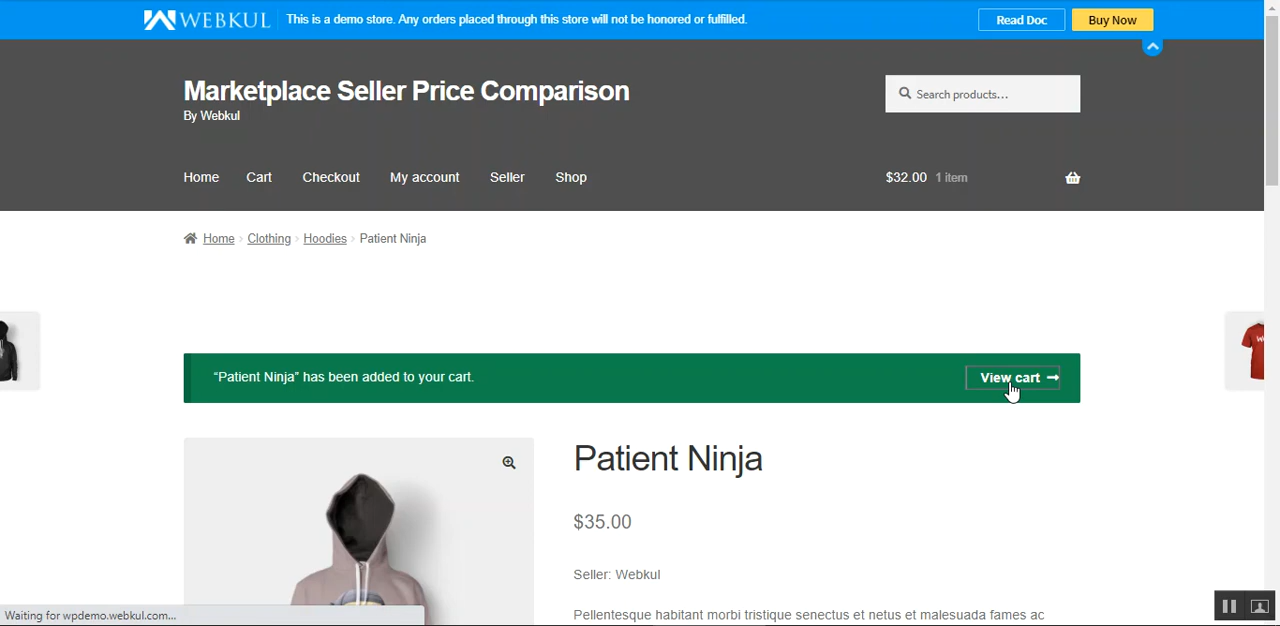 WEBKUL
This is a demo store. Any orders placed through this store will not be honored or fulfilled.
Read Doc
Buy Now
Marketplace Seller Price Comparison
By Webkul
Search products...
Home
Cart
Checkout
My account
Seller
Shop
$32.00 1 item
Home › Clothing › Hoodies › Patient Ninja
“Patient Ninja” has been added to your cart.
View cart →
Patient Ninja
$35.00
Seller: Webkul
Pellentesque habitant morbi tristique senectus et netus et malesuada fames ac
Waiting for wpdemo.webkul.com...